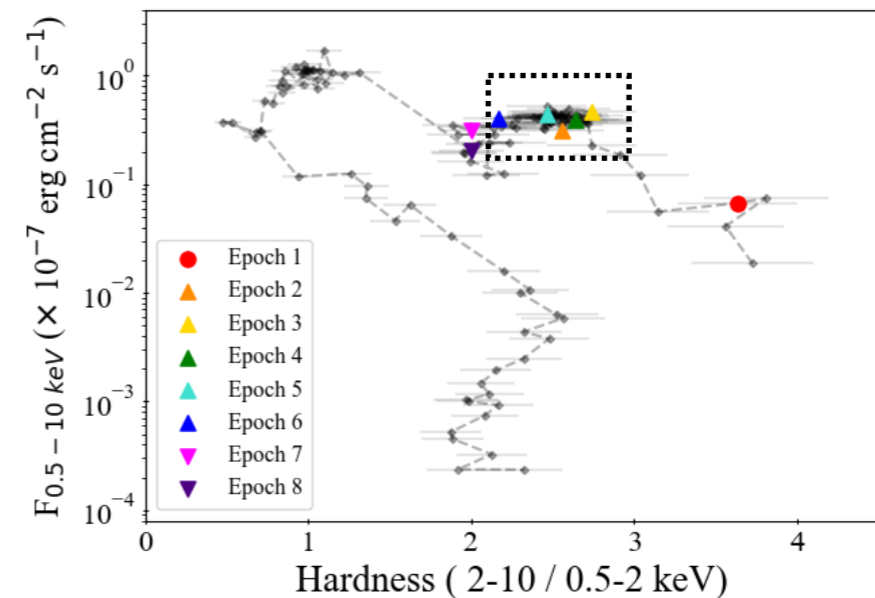 F0.5 − 10 keV (× 10−7 erg cm−2 s−1)
10^0
10^−1
10^−2
10^−3
10^−4
Epoch 1
Epoch 2
Epoch 3
Epoch 4
Epoch 5
Epoch 6
Epoch 7
Epoch 8
0 1 2 3 4
Hardness ( 2-10 / 0.5-2 keV)